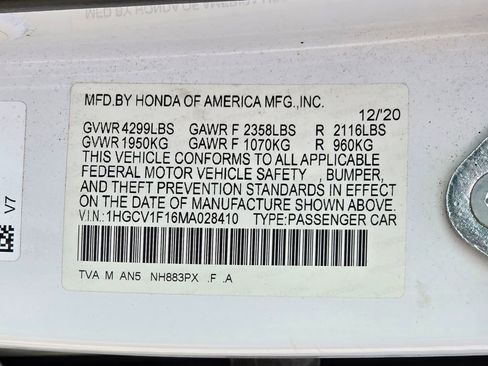 MFD.BY HONDA OF AMERICA MFG.,INC.
12/'20
GVWR 4299LBS GAWR F 2358LBS R 2116LBS
GVWR 1950KG GAWR F 1070KG R 960KG
THIS VEHICLE CONFORMS TO ALL APPLICABLE
FEDERAL MOTOR VEHICLE SAFETY , BUMPER,
AND THEFT PREVENTION STANDARDS IN EFFECT
ON THE DATE OF MANUFACTURE SHOWN ABOVE.
V.I.N.: 1HGCV1F16MA028410 TYPE:PASSENGER CAR
TVA M AN5 NH883PX .F .A
V7